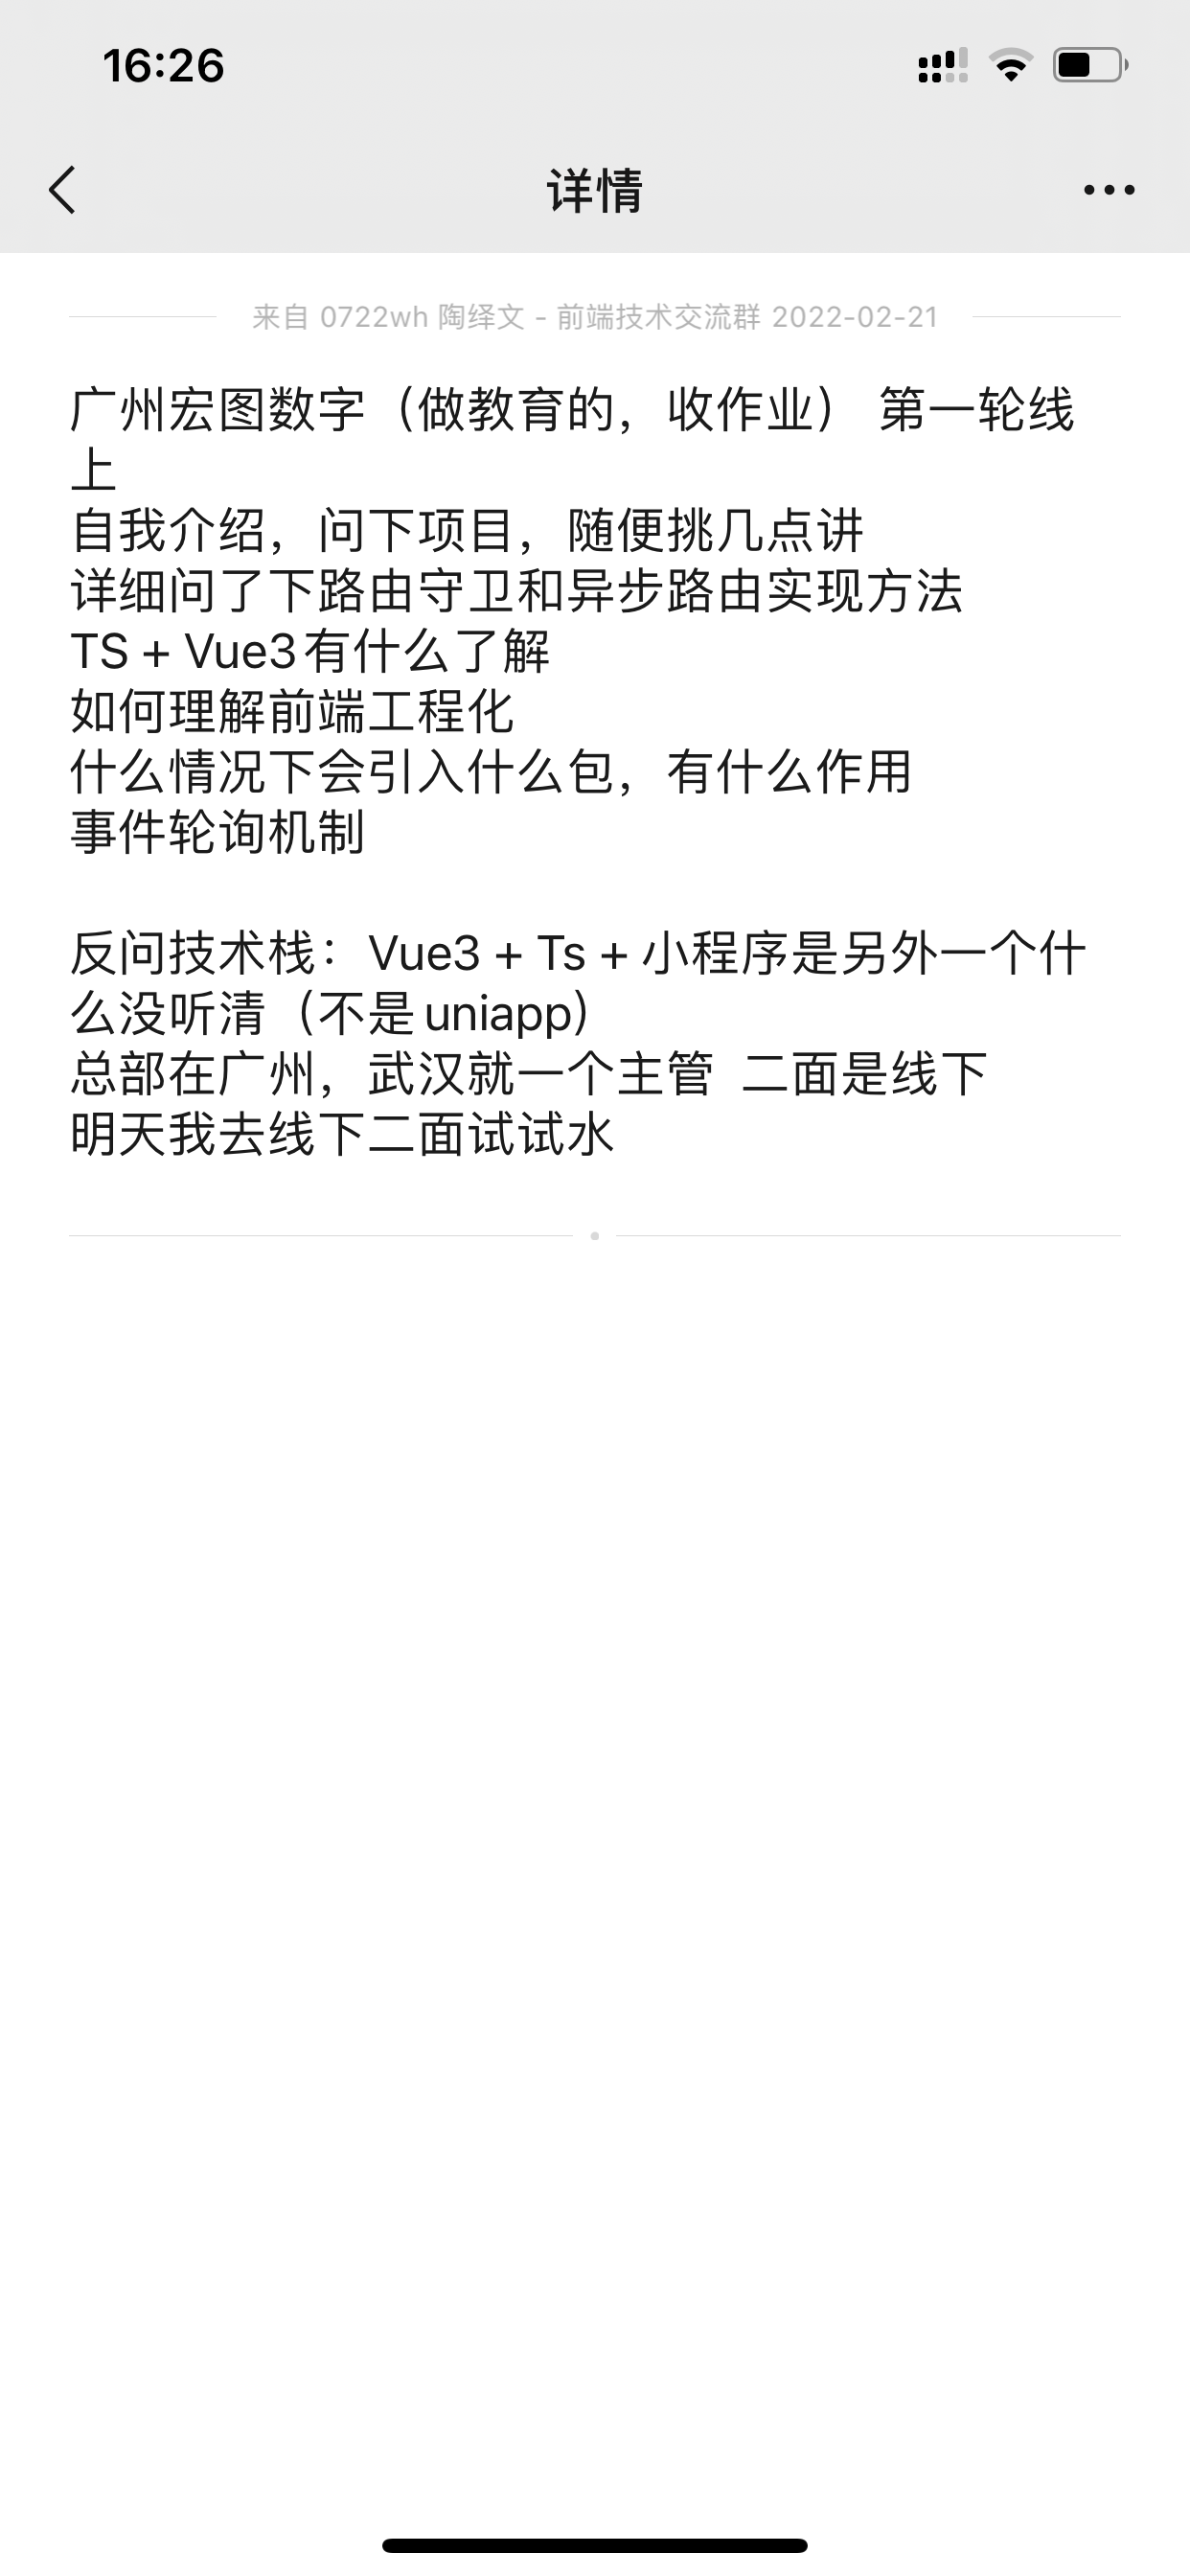 16:26
详情
来自 0722wh 陶绎文 - 前端技术交流群 2022-02-21
广州宏图数字（做教育的，收作业） 第一轮线
上
自我介绍，问下项目，随便挑几点讲
详细问了下路由守卫和异步路由实现方法
TS + Vue3有什么了解
如何理解前端工程化
什么情况下会引入什么包，有什么作用
事件轮询机制
反问技术栈：Vue3 + Ts + 小程序是另外一个什
么没听清（不是uniapp）
总部在广州，武汉就一个主管  二面是线下
明天我去线下二面试试水